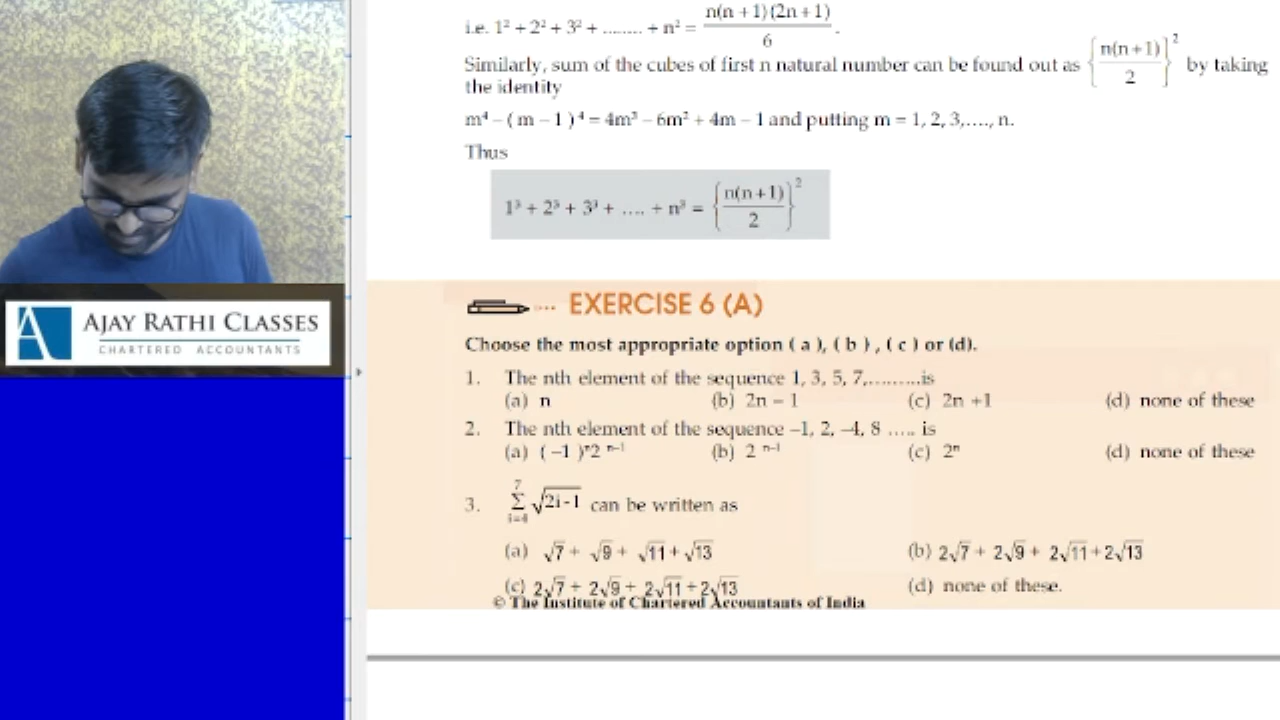 i.e. 1² + 2² + 3² + ........ + n² = n(n + 1)(2n + 1) / 6 .
Similarly, sum of the cubes of first n natural number can be found out as {n(n+1) / 2}² by taking
the identity
m⁴ – ( m – 1 )⁴ = 4m³ – 6m² + 4m – 1 and putting m = 1, 2, 3,...., n.
Thus
1³ + 2³ + 3³ + .... + n³ = {n(n+1) / 2}²
AJAY RATHI CLASSES
CHARTERED ACCOUNTANTS
.... EXERCISE 6 (A)
Choose the most appropriate option ( a ), ( b ) , ( c ) or (d).
1. The nth element of the sequence 1, 3, 5, 7,.........is
(a) n (b) 2n – 1 (c) 2n +1 (d) none of these
2. The nth element of the sequence –1, 2, –4, 8 ..... is
(a) ( –1 )ⁿ2 ⁿ⁻¹ (b) 2 ⁿ⁻¹ (c) 2ⁿ (d) none of these
3. 7 Σ i=4 √2i-1 can be written as
(a) √7 + √9 + √11 + √13 (b) 2√7 + 2√9 + 2√11 + 2√13
(c) 2√7 + 2√9 + 2√11 + 2√13 (d) none of these.
© The Institute of Chartered Accountants of India